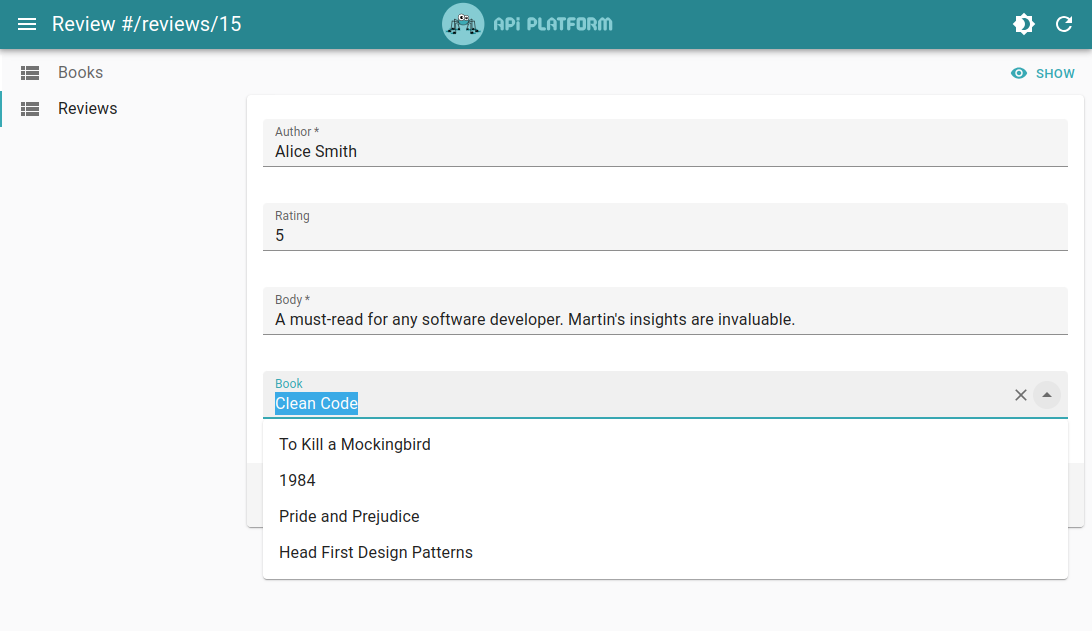 Review #/reviews/15
API PLATFORM
Books
SHOW
Reviews
Author *
Alice Smith
Rating
5
Body *
A must-read for any software developer. Martin's insights are invaluable.
Book
Clean Code
To Kill a Mockingbird
1984
Pride and Prejudice
Head First Design Patterns